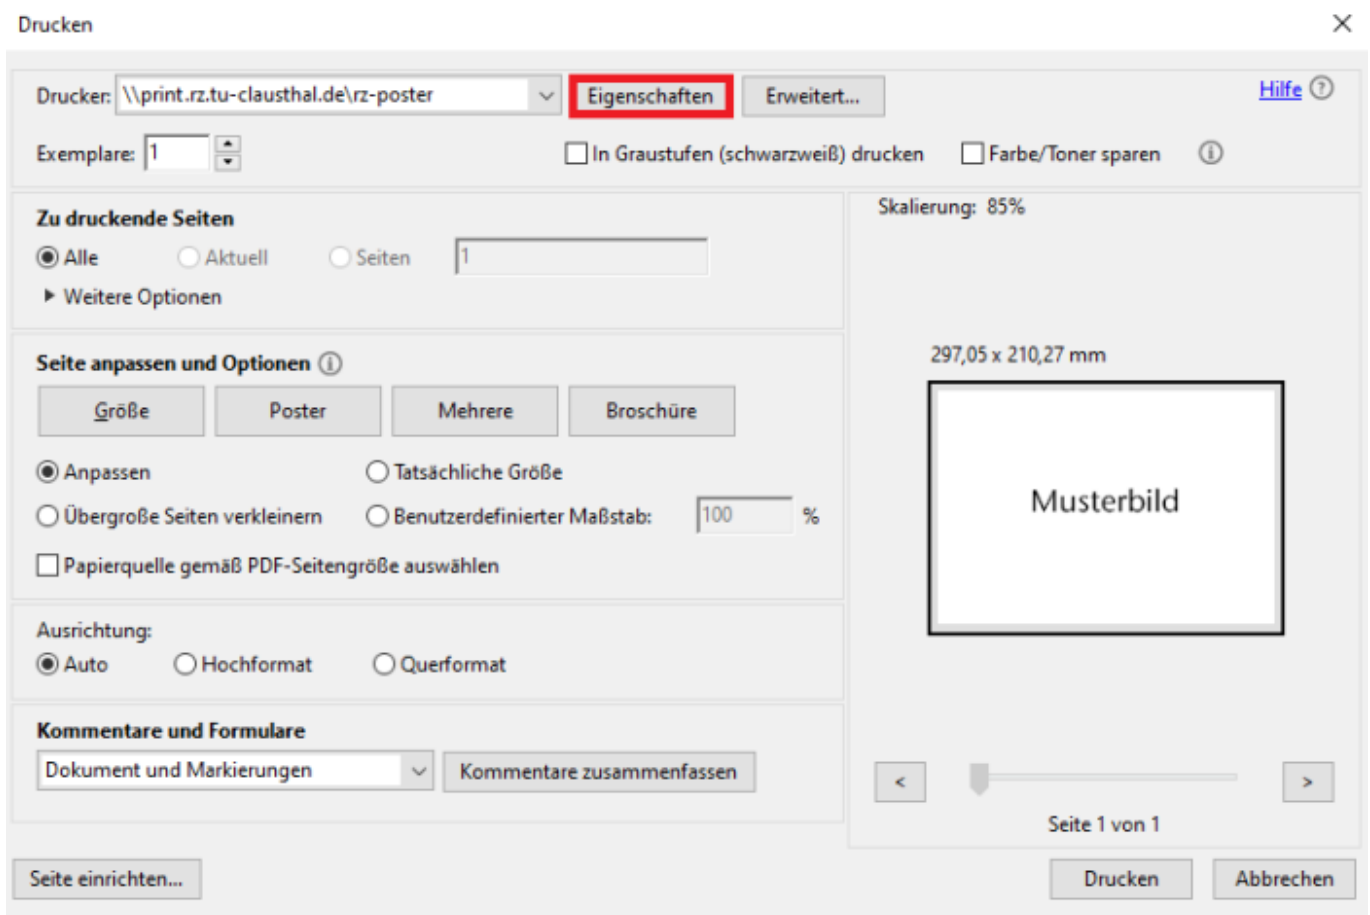 Drucken
Drucker: \\print.rz.tu-clausthal.de\rz-poster Eigenschaften Erweitert... Hilfe
Exemplare: 1 In Graustufen (schwarzweiß) drucken Farbe/Toner sparen
Zu druckende Seiten
Alle Aktuell Seiten 1
Weitere Optionen
Seite anpassen und Optionen
Größe Poster Mehrere Broschüre
Anpassen Tatsächliche Größe
Übergroße Seiten verkleinern Benutzerdefinierter Maßstab: 100 %
Papierquelle gemäß PDF-Seitengröße auswählen
Ausrichtung:
Auto Hochformat Querformat
Kommentare und Formulare
Dokument und Markierungen Kommentare zusammenfassen
Skalierung: 85%
297,05 x 210,27 mm
Musterbild
< >
Seite 1 von 1
Seite einrichten... Drucken Abbrechen